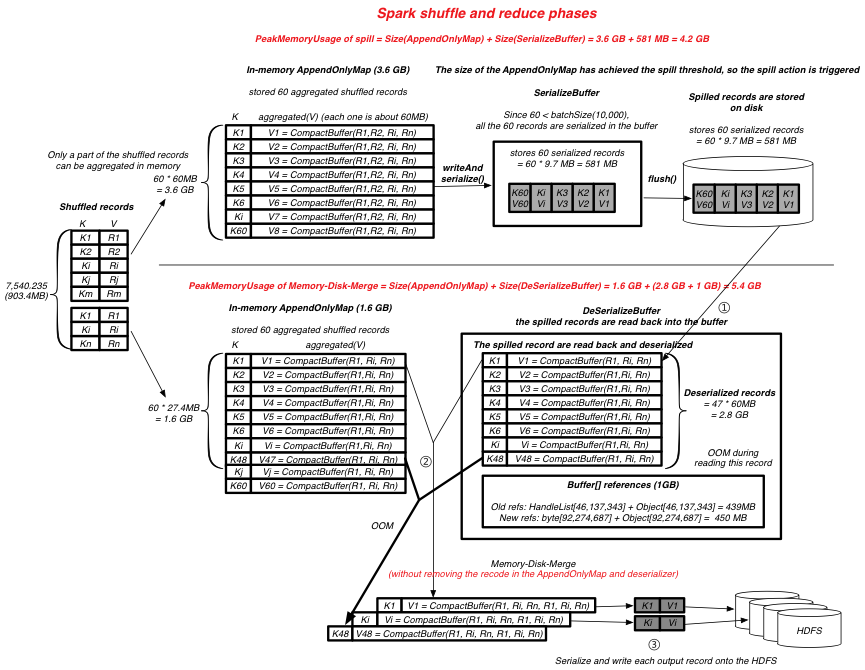 Spark shuffle and reduce phases
PeakMemoryUsage of spill = Size(AppendOnlyMap) + Size(SerializeBuffer) = 3.6 GB + 581 MB = 4.2 GB
In-memory AppendOnlyMap (3.6 GB)
The size of the AppendOnlyMap has achieved the spill threshold, so the spill action is triggered
stored 60 aggregated shuffled records
K aggregated(V) (each one is about 60MB)
K1 V1 = CompactBuffer(R1,R2, Ri, Rn)
K2 V2 = CompactBuffer(R1,R2, Ri, Rn)
K3 V3 = CompactBuffer(R1,R2, Ri, Rn)
K4 V4 = CompactBuffer(R1,R2, Ri, Rn)
K5 V5 = CompactBuffer(R1,R2, Ri, Rn)
K6 V6 = CompactBuffer(R1,R2, Ri, Rn)
Ki V7 = CompactBuffer(R1,R2, Ri, Rn)
K60 V8 = CompactBuffer(R1,R2, Ri, Rn)
Only a part of the shuffled records
can be aggregated in memory
60 * 60MB
= 3.6 GB
writeAnd
serialize()
SerializeBuffer
Since 60 < batchSize(10,000),
all the 60 records are serialized in the buffer
stores 60 serialized records
= 60 * 9.7 MB = 581 MB
K60 Ki K3 K2 K1
V60 Vi V3 V2 V1
flush()
Spilled records are stored
on disk
stores 60 serialized records
= 60 * 9.7 MB = 581 MB
K60 Ki K3 K2 K1
V60 Vi V3 V2 V1
Shuffled records
K V
K1 R1
K2 R2
Ki Ri
Kj Rj
Km Rm
K1 R1
Ki Ri
Kn Rn
7,540,235
(903.4MB)
60 * 27.4MB
= 1.6 GB
PeakMemoryUsage of Memory-Disk-Merge = Size(AppendOnlyMap) + Size(DeSerializeBuffer) = 1.6 GB + (2.8 GB + 1 GB) = 5.4 GB
In-memory AppendOnlyMap (1.6 GB)
stored 60 aggregated shuffled records
K aggregated(V)
K1 V1 = CompactBuffer(R1, Ri, Rn)
K2 V2 = CompactBuffer(R1,Ri, Rn)
K3 V3 = CompactBuffer(R1,Ri, Rn)
K4 V4 = CompactBuffer(R1,Ri, Rn)
K5 V5 = CompactBuffer(R1,Ri, Rn)
K6 V6 = CompactBuffer(R1,Ri, Rn)
Ki Vi = CompactBuffer(R1,Ri, Rn)
K48 V47 = CompactBuffer(R1,Ri, Rn)
Kj Vj = CompactBuffer(R1,Ri, Rn)
K60 V60 = CompactBuffer(R1,Ri, Rn)
①
DeSerializeBuffer
the spilled records are read back into the buffer
The spilled record are read back and deserialized
K1 V1 = CompactBuffer(R1, Ri, Rn)
K2 V2 = CompactBuffer(R1,Ri, Rn)
K3 V3 = CompactBuffer(R1,Ri, Rn)
K4 V4 = CompactBuffer(R1,Ri, Rn)
K5 V5 = CompactBuffer(R1,Ri, Rn)
K6 V6 = CompactBuffer(R1,Ri, Rn)
Ki Vi = CompactBuffer(R1,Ri, Rn)
K48 V48 = CompactBuffer(R1,Ri, Rn)
Deserialized records
= 47 * 60MB
= 2.8 GB
OOM during
reading this record
Buffer[] references (1GB)
Old refs: HandleList[46,137,343] + Object[46,137,343] = 439MB
New refs: byte[92,274,687] + Object[92,274,687] = 450 MB
②
OOM
Memory-Disk-Merge
(without removing the recode in the AppendOnlyMap and deserializer)
K1 V1 = CompactBuffer(R1, Ri, Rn, R1, Ri, Rn)
Ki Vi = CompactBuffer(R1, Ri, Rn, R1, Ri, Rn)
K48 V48 = CompactBuffer(R1, Ri, Rn, R1, Ri, Rn)
K1 V1
Ki Vi
③
HDFS
Serialize and write each output record onto the HDFS